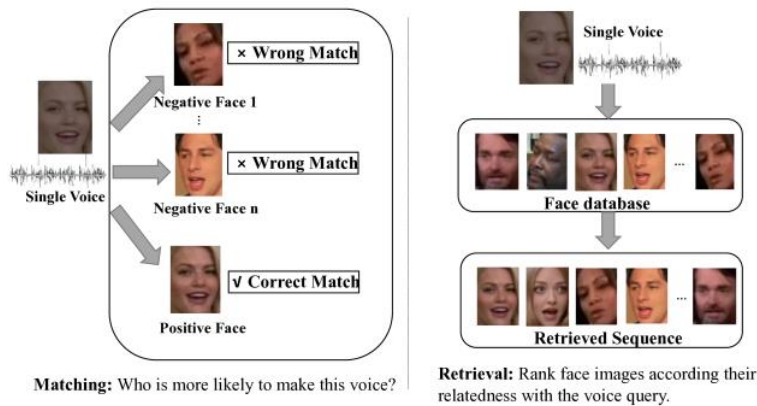 × Wrong Match
Negative Face 1
...
× Wrong Match
Single Voice
Negative Face n
√ Correct Match
Positive Face
Matching: Who is more likely to make this voice?
Single Voice
...
Face database
...
Retrieved Sequence
Retrieval: Rank face images according their
relatedness with the voice query.